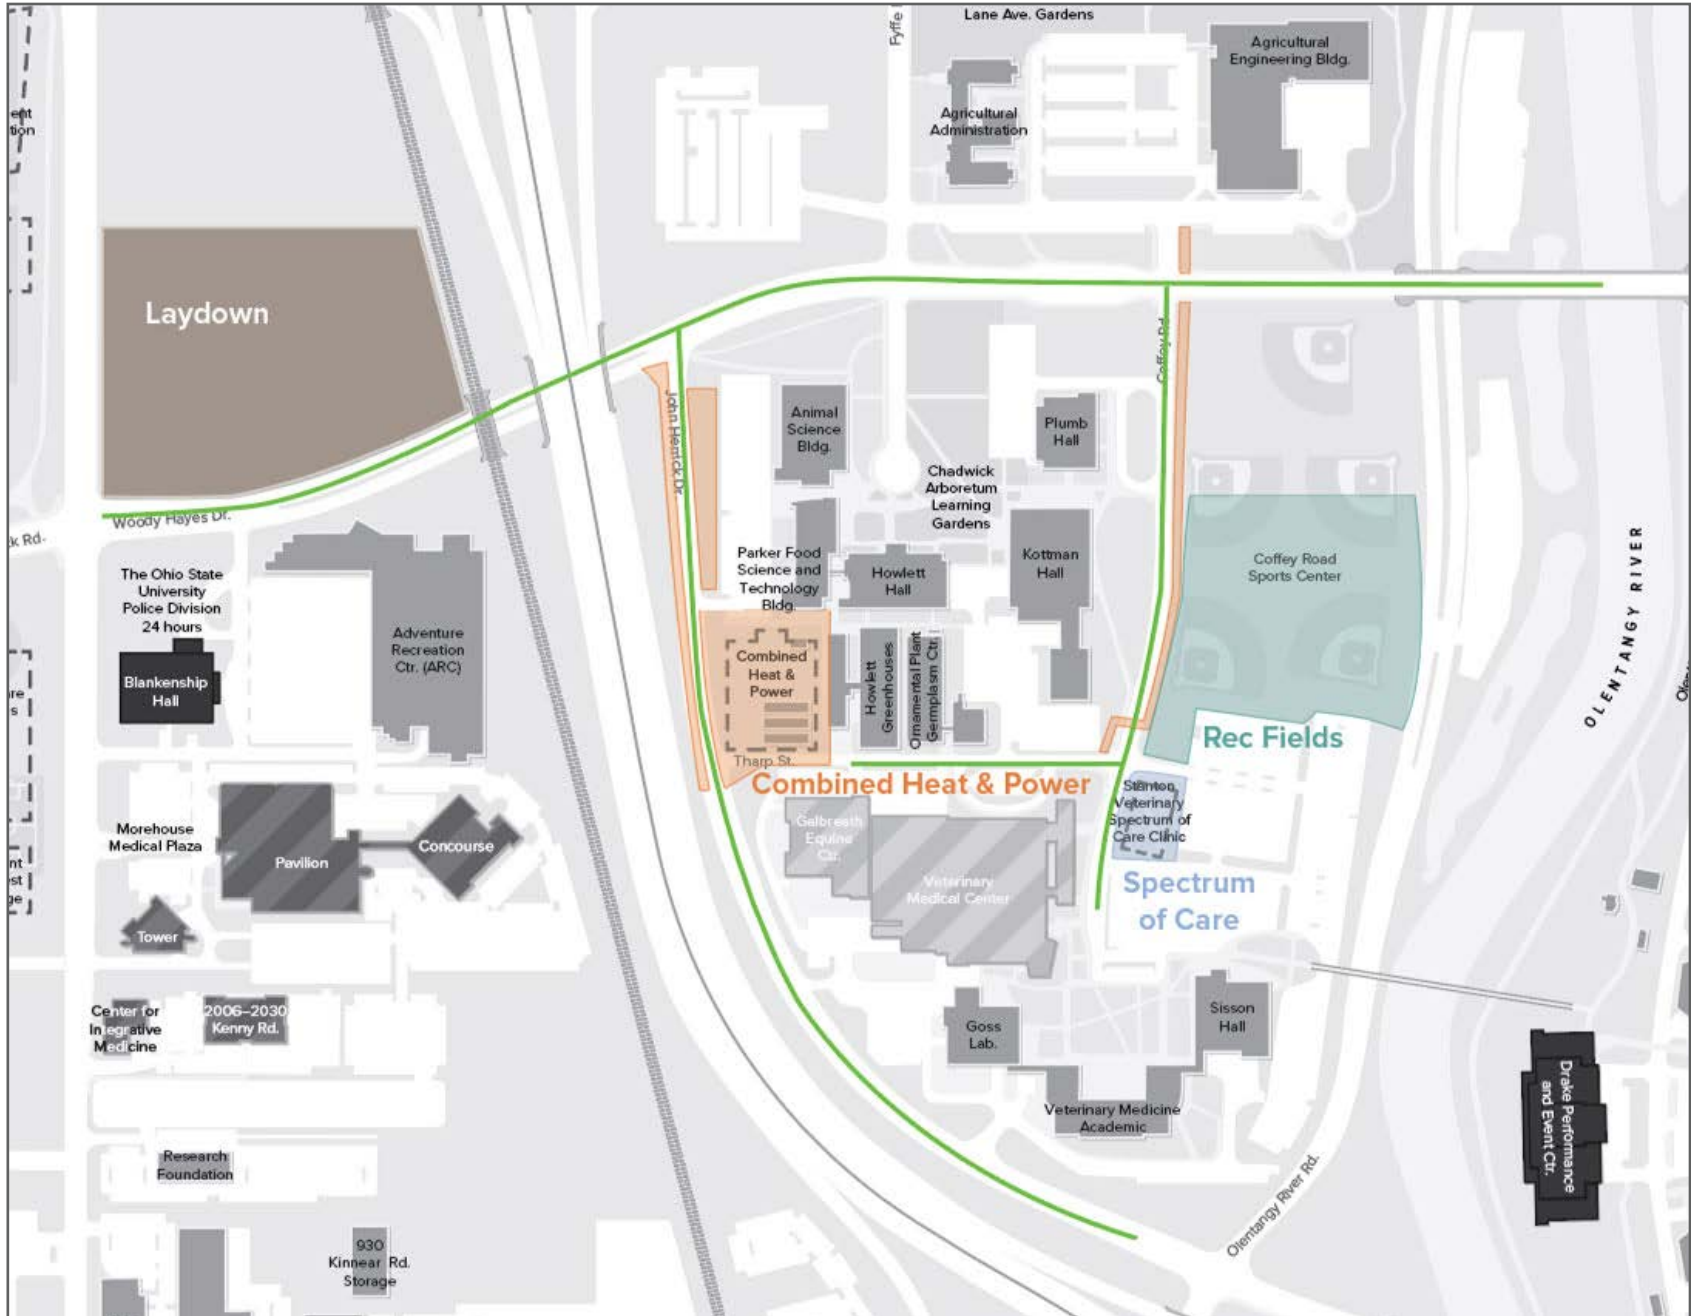 Lane Ave. Gardens
Fyffe
Agricultural
Engineering Bldg.
Agricultural
Administration
Laydown
Coffey Rd.
John Herrick Dr.
Animal
Science
Bldg.
Plumb
Hall
Chadwick
Arboretum
Learning
Gardens
Woody Hayes Dr.
k Rd.
Parker Food
Science and
Technology
Bldg.
Howlett
Hall
Kottman
Hall
Coffey Road
Sports Center
OLENTANGY RIVER
The Ohio State
University
Police Division
24 hours
Adventure
Recreation
Ctr. (ARC)
Blankenship
Hall
Combined
Heat &
Power
Howlett
Greenhouses
Ornamental Plant
Germplasm Ctr.
Rec Fields
Tharp St.
Combined Heat & Power
Stanton
Veterinary
Spectrum of
Care Clinic
Galbreath
Equine
Ctr.
Morehouse
Medical Plaza
Pavilion
Concourse
Veterinary
Medical Center
Spectrum
of Care
Tower
Center for
Integrative
Medicine
2006–2030
Kenny Rd.
Goss
Lab.
Sisson
Hall
Drake Performance
and Event Ctr.
Veterinary Medicine
Academic
Research
Foundation
Olentangy River Rd.
930
Kinnear Rd.
Storage